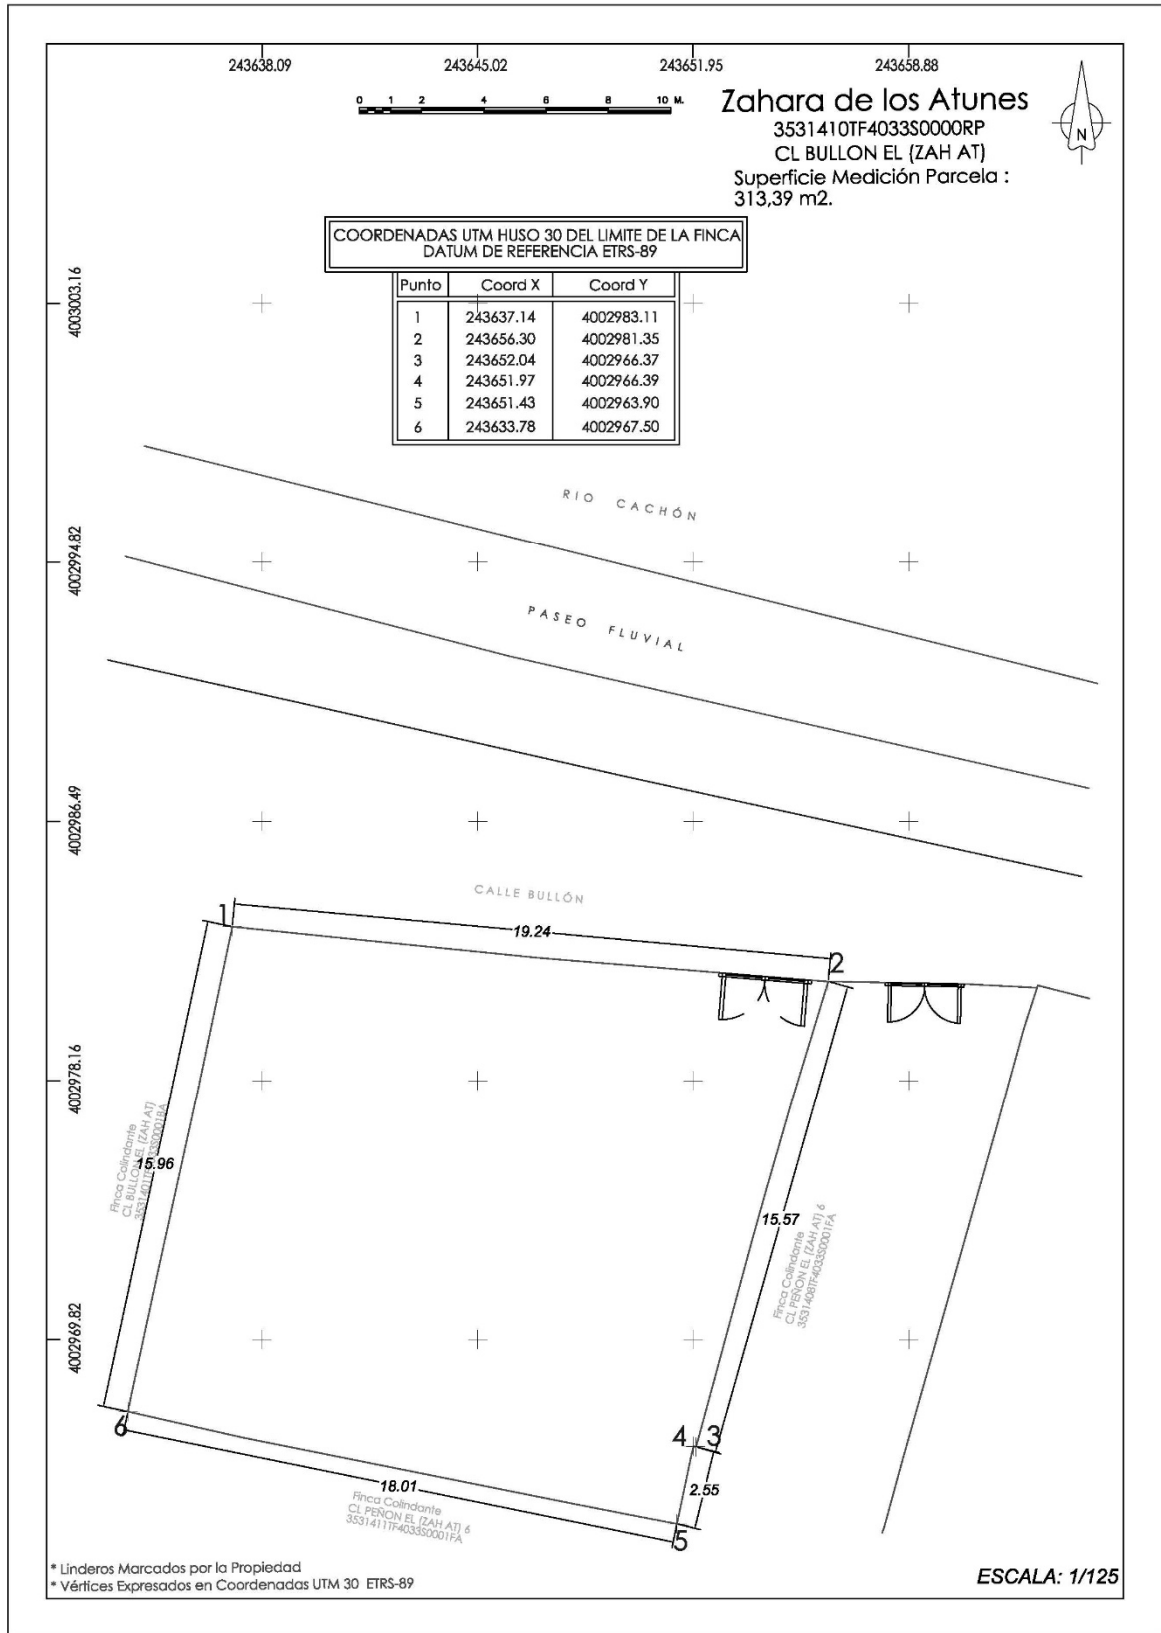 243638.09 243645.02 243651.95 243658.88
0 1 2 4 6 8 10 M.
Zahara de los Atunes
3531410TF4033S0000RP
CL BULLON EL (ZAH AT)
Superficie Medición Parcela :
313,39 m2.
N
COORDENADAS UTM HUSO 30 DEL LIMITE DE LA FINCA
DATUM DE REFERENCIA ETRS-89
Punto Coord X Coord Y
1 243637.14 4002983.11
2 243656.30 4002981.35
3 243652.04 4002966.37
4 243651.97 4002966.39
5 243651.43 4002963.90
6 243633.78 4002967.50
4003003.16
4002994.82
4002986.49
4002978.16
4002969.82
RIO CACHÓN
PASEO FLUVIAL
CALLE BULLÓN
1
19.24
2
Finca Colindante
CL BULLON EL (ZAH AT)
15.96
15.57
Finca Colindante
CL PEÑON EL (ZAH AT) 6
3531408TF4033S0001FA
6
4 3
18.01
2.55
5
Finca Colindante
CL PEÑON EL (ZAH AT) 6
3531411TF4033S0001FA
* Linderos Marcados por la Propiedad
* Vértices Expresados en Coordenadas UTM 30 ETRS-89
ESCALA: 1/125